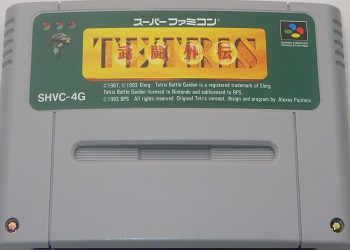 スーパーファミコン
TETRIS
武闘外伝
SHVC-4G
©1987, ©1993 Elorg Tetris Battle Gaiden is a registered trademark of Elorg
Tetris Battle Gaiden licensed to Nintendo and sublicensed to BPS.
©1993 BPS. All rights reserved. Original Tetris concept, design and program by Alexey Pajitnov.